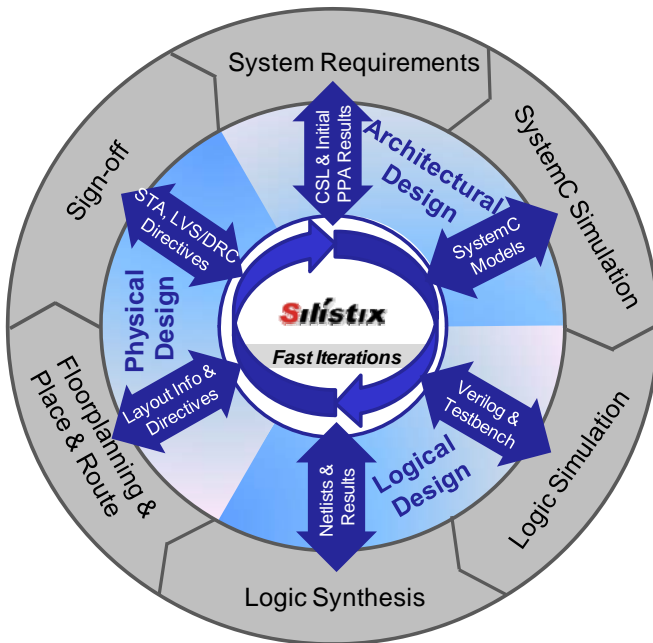 System Requirements
SystemC Simulation
Logic Simulation
Logic Synthesis
Floorplanning &
Place & Route
Sign-off
Architectural
Design
Logical
Design
Physical
Design
CSL & Initial
PPA Results
SystemC
Models
Verilog &
Testbench
Netlists &
Results
Layout Info &
Directives
STA, LVS/DRC
Directives
Silistix
Fast Iterations